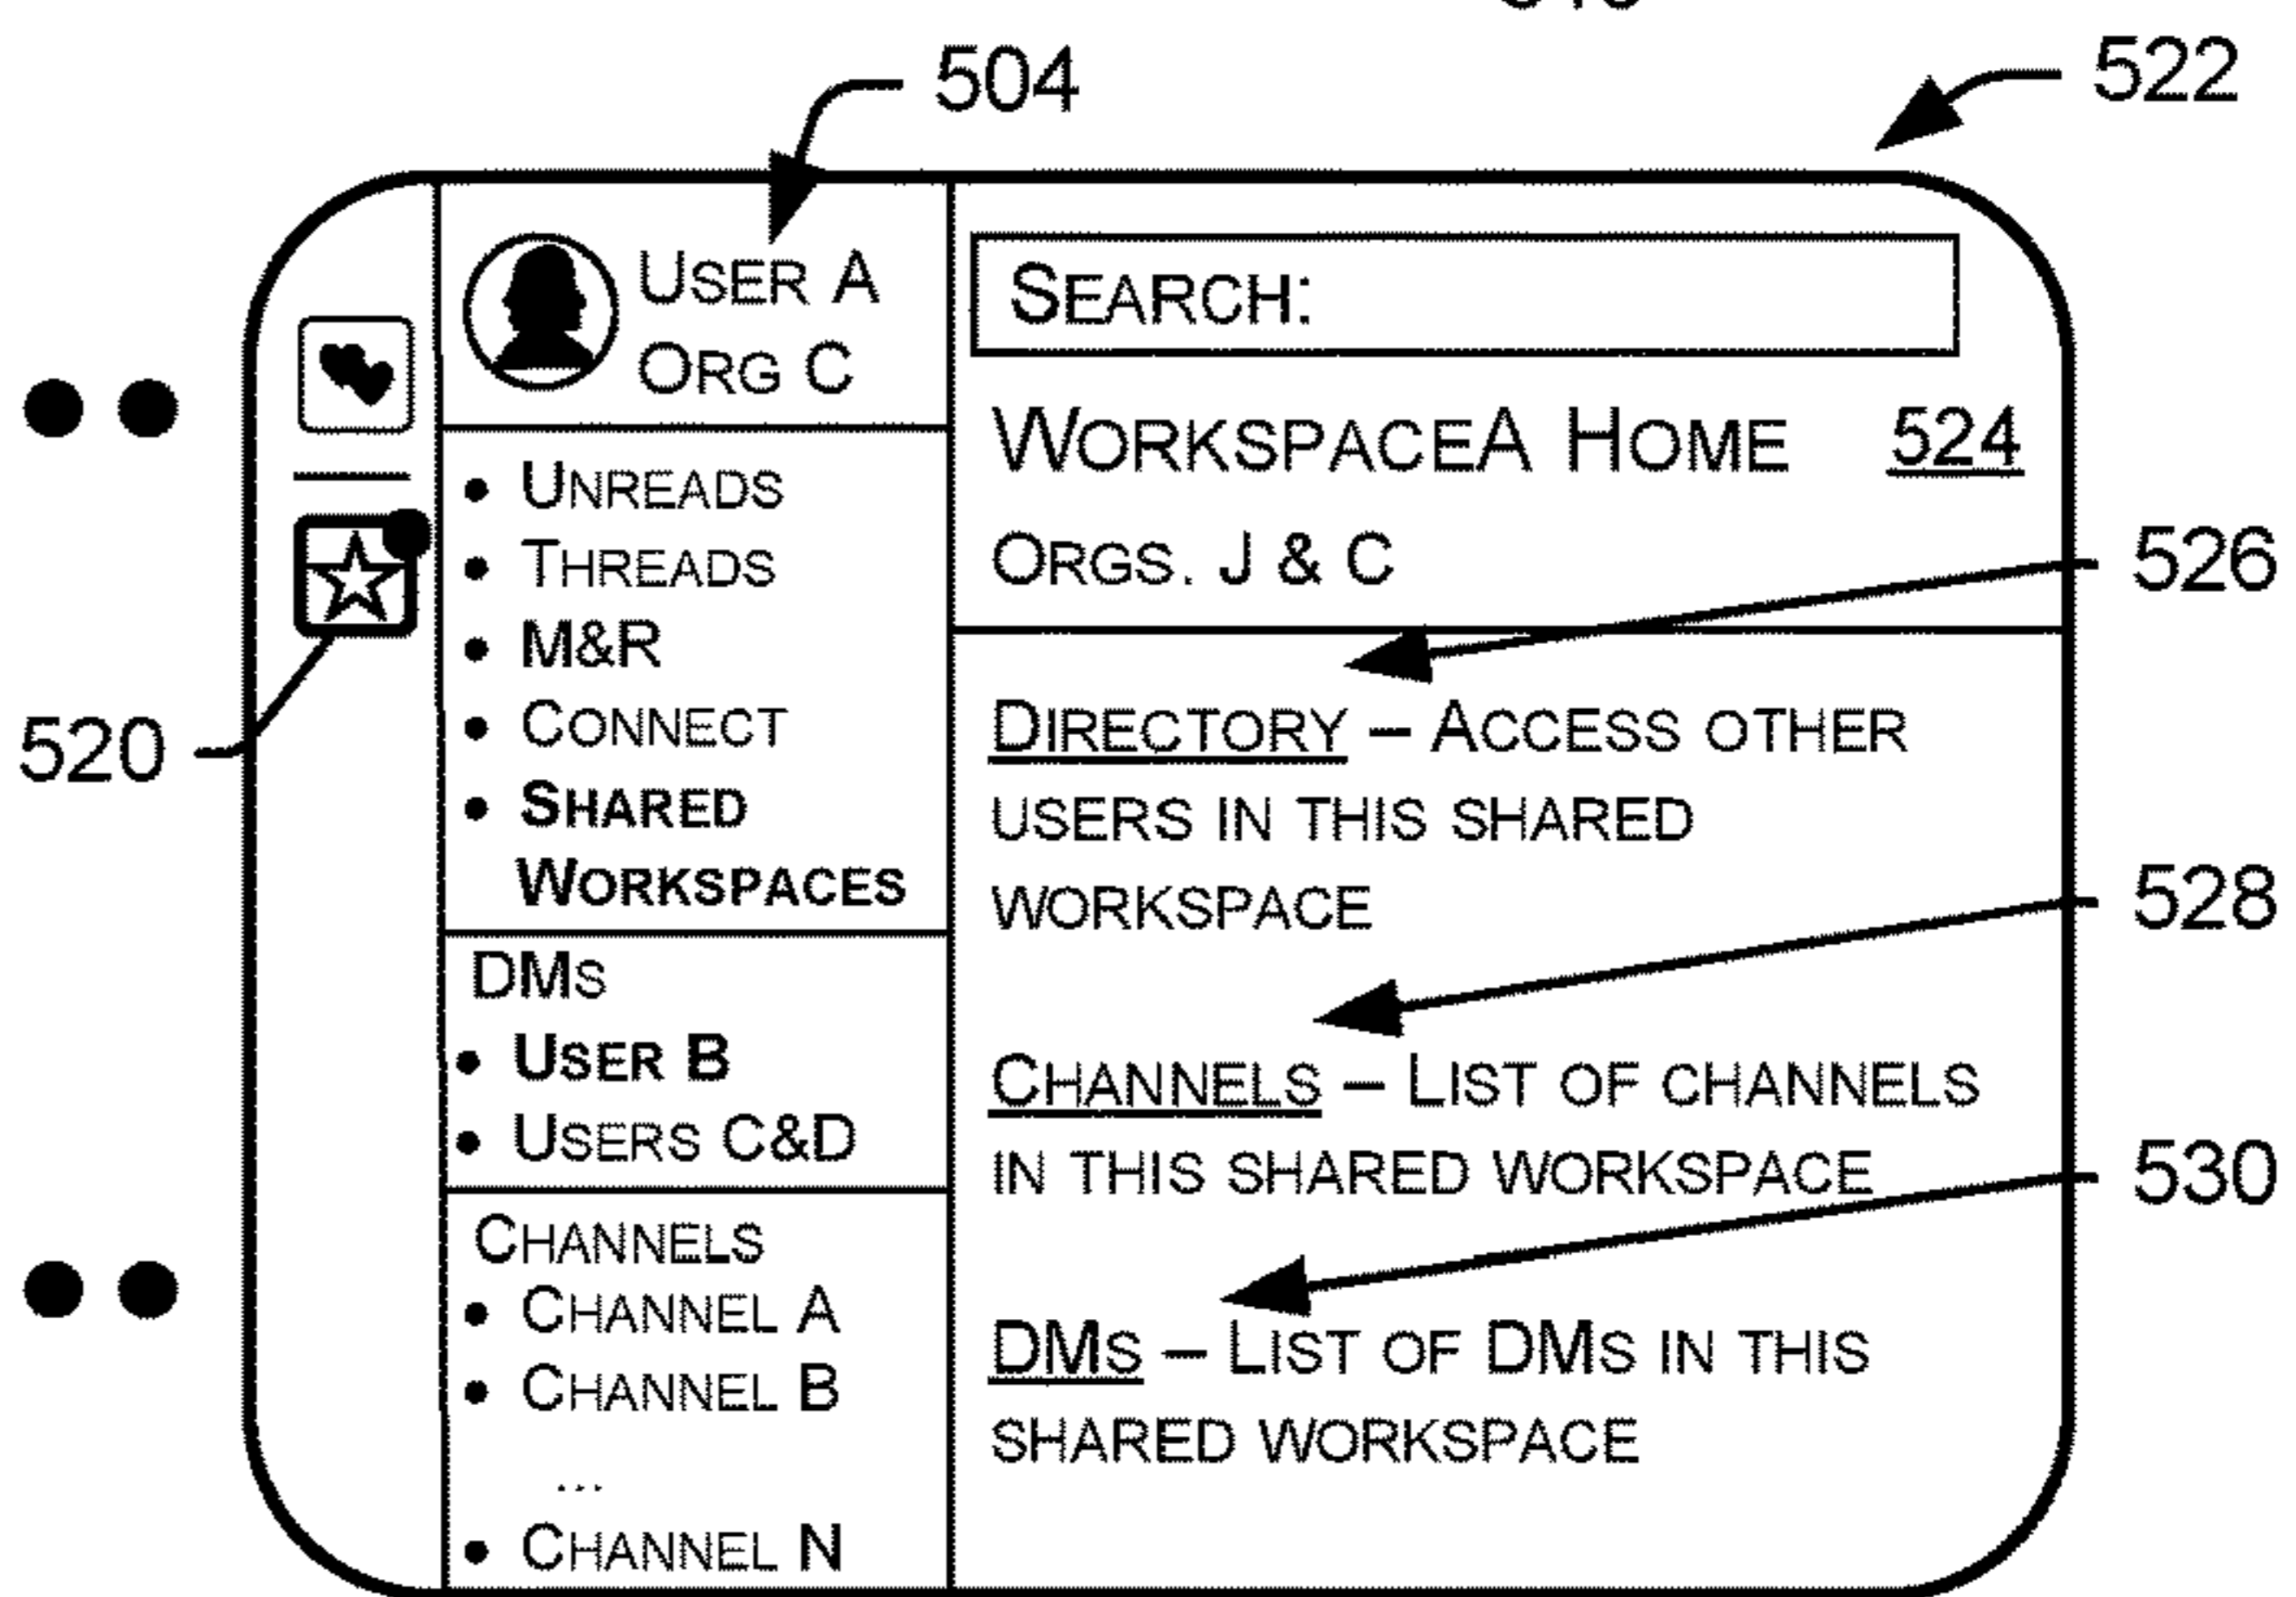 504
522
User A
Org C
Search:
WorkspaceA Home 524
Orgs. J & C
• Unreads
• Threads
• M&R
• Connect
• Shared
Workspaces
520
DMs
• User B
• Users C&D
Channels
• Channel A
• Channel B
...
• Channel N
526
Directory – Access other
users in this shared
workspace
528
Channels – List of channels
in this shared workspace
530
DMs – List of DMs in this
shared workspace